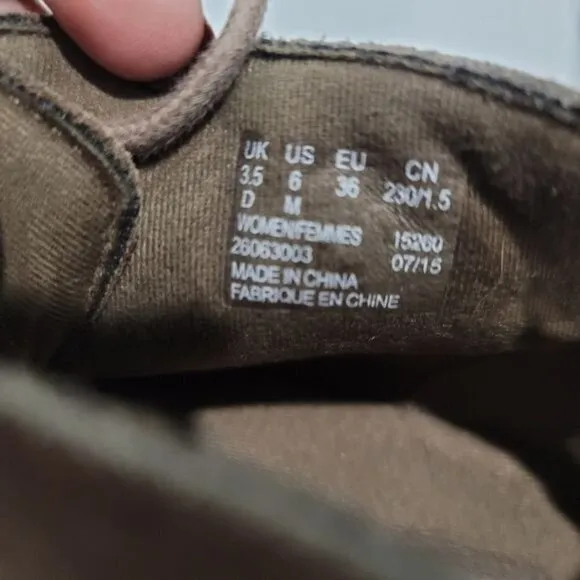 UK US EU CN
3.5 6 36 230/1.5
D M
WOMEN/FEMMES 15260
26063003 07/15
MADE IN CHINA
FABRIQUE EN CHINE